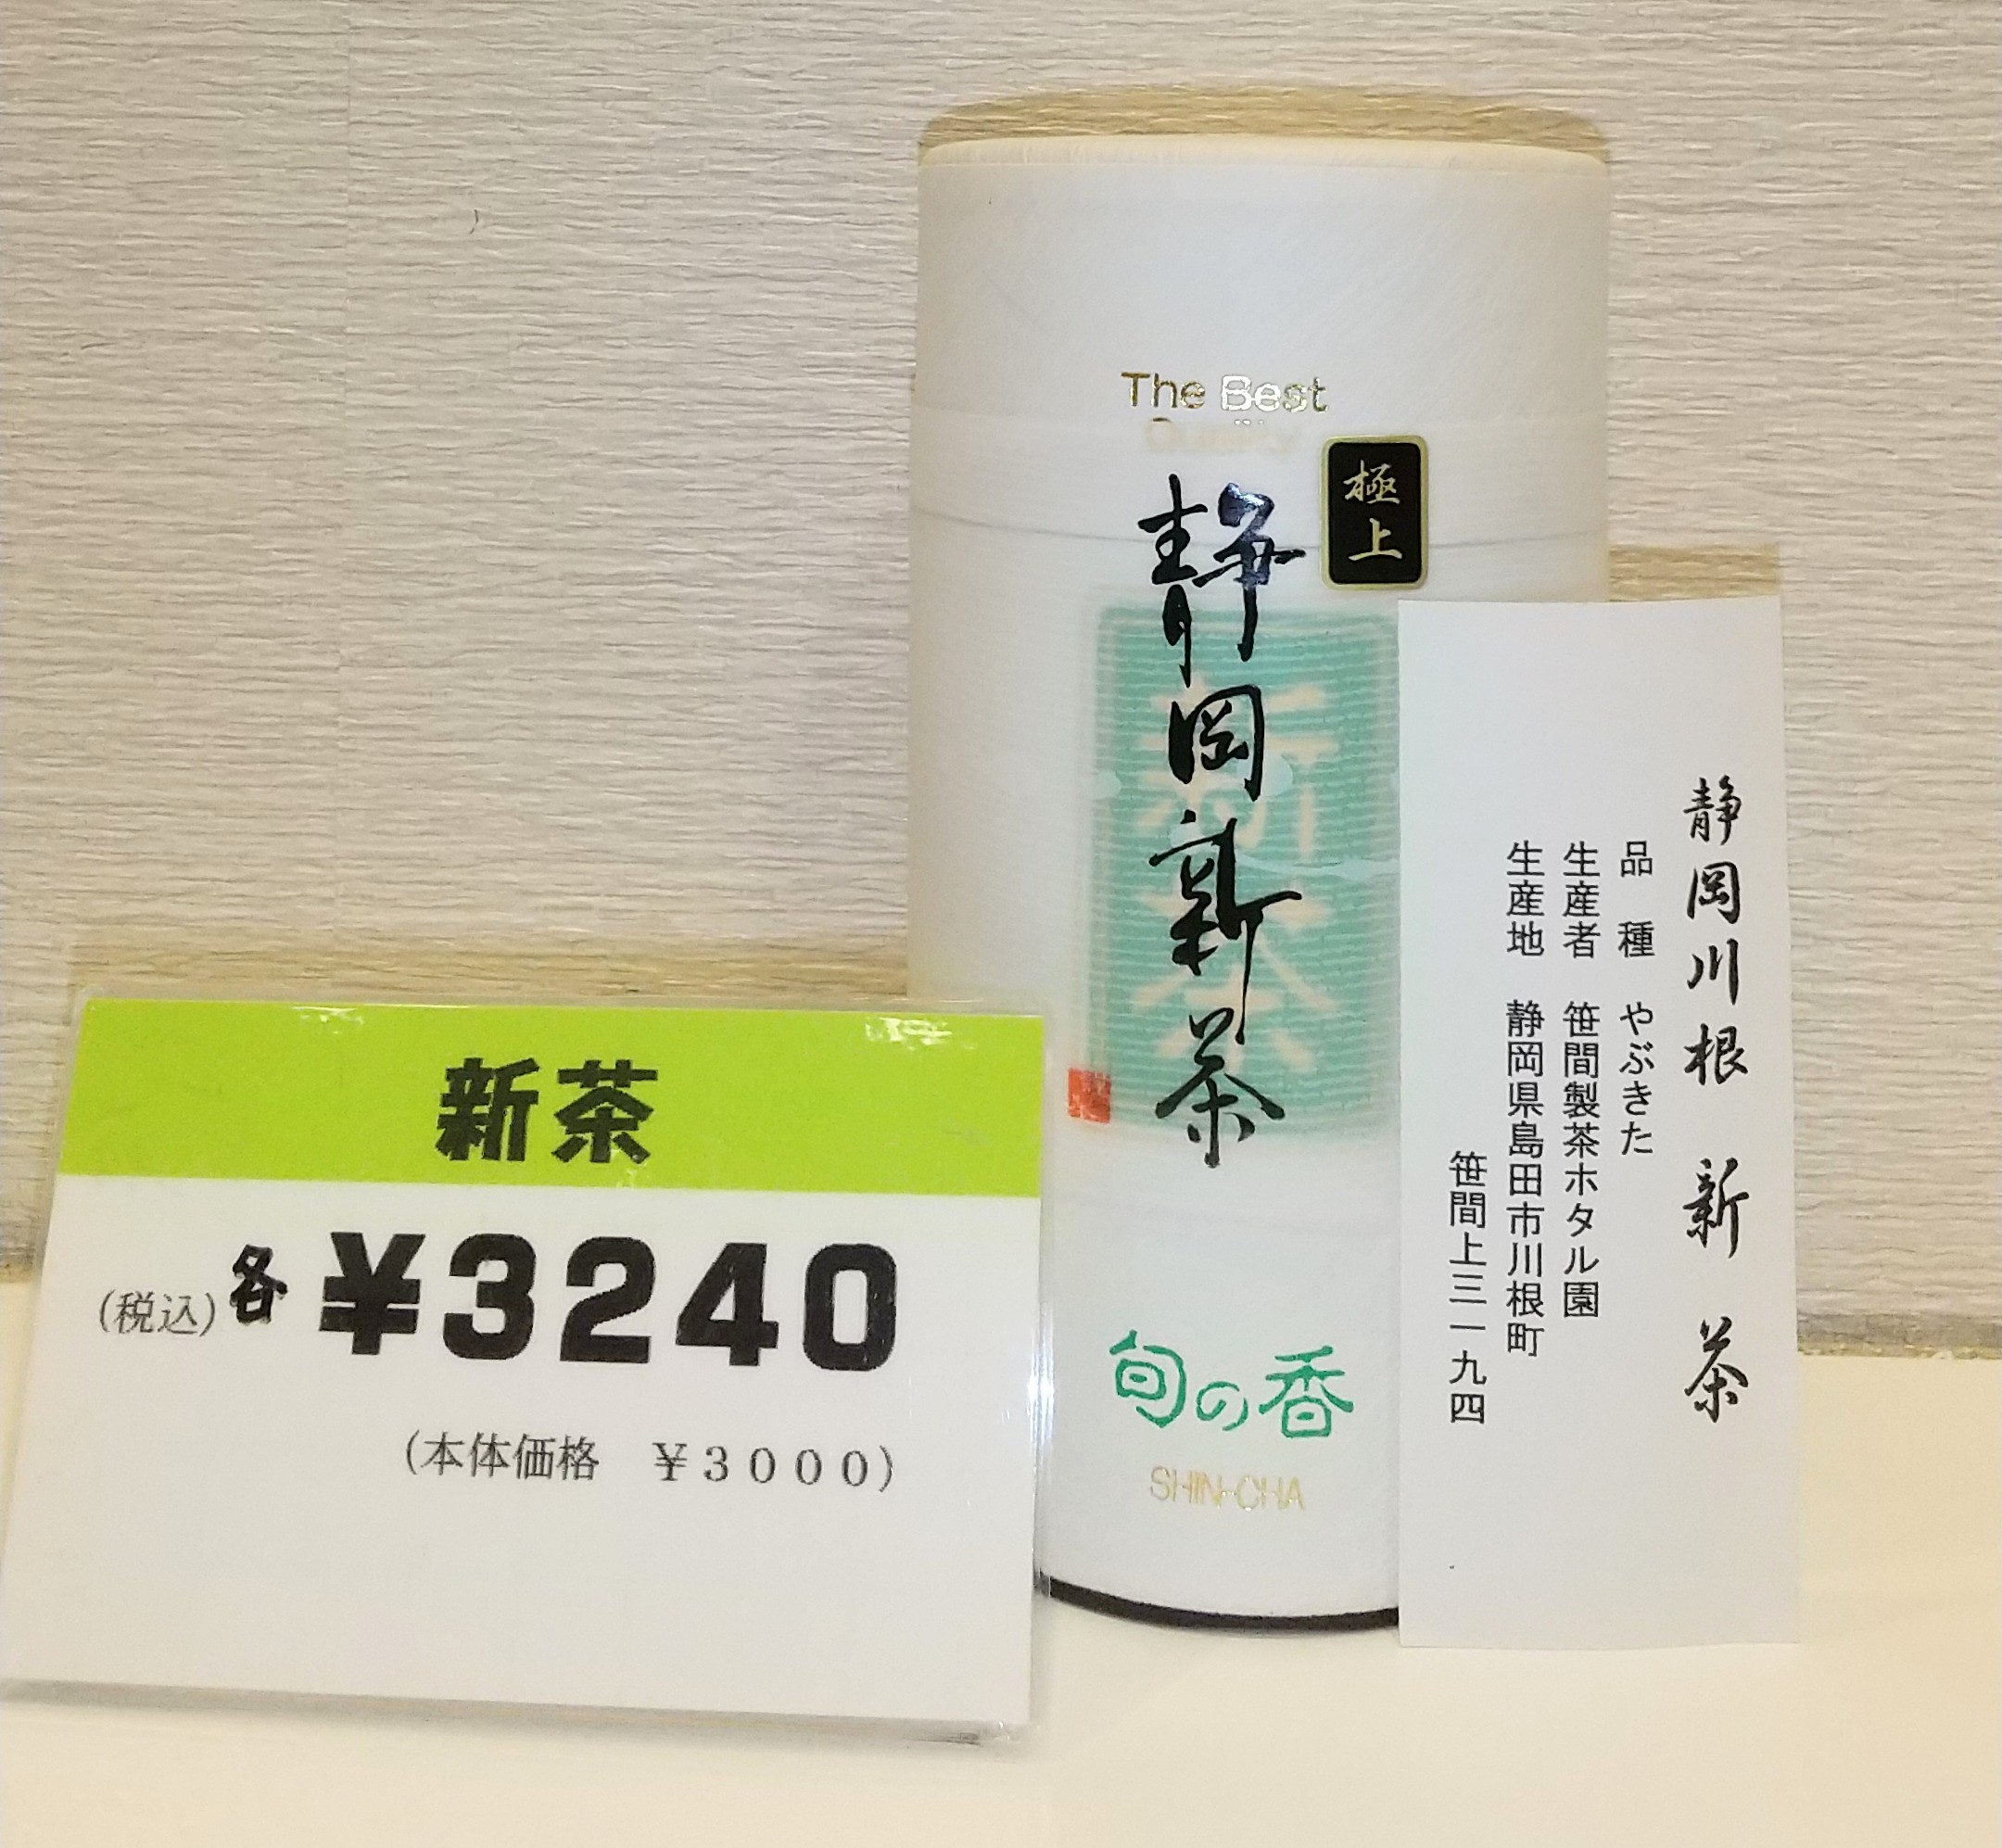 The Best
Quality
極上
静岡新茶
新茶
旬の香
SHIN-CHA
新茶
(税込)各 ¥3240
(本体価格　¥3000)
静岡川根　新茶
品　種　やぶきた
生産者　笹間製茶ホタル園
生産地　静岡県島田市川根町
笹間上三一九四